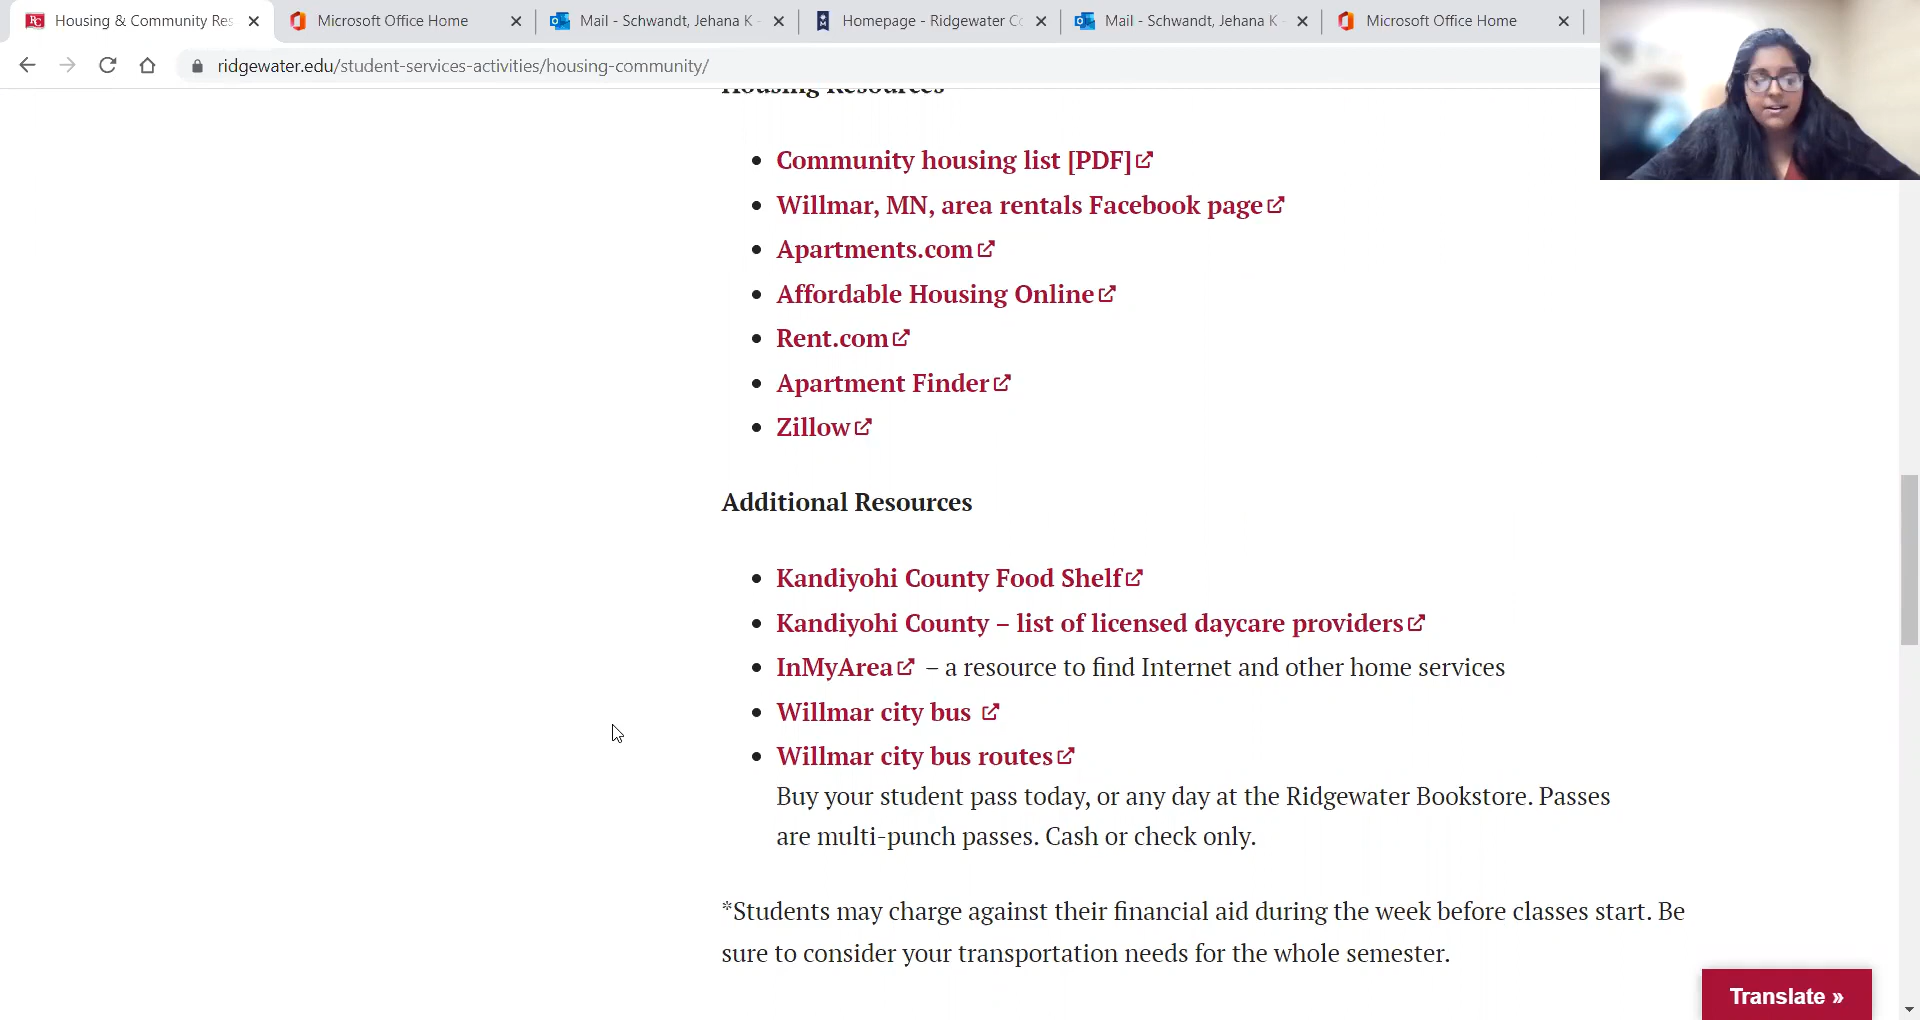 Housing & Community Res
Microsoft Office Home
Mail - Schwandt, Jehana K -
Homepage - Ridgewater Co
Mail - Schwandt, Jehana K -
Microsoft Office Home
ridgewater.edu/student-services-activities/housing-community/
Housing Resources
Community housing list [PDF]
Willmar, MN, area rentals Facebook page
Apartments.com
Affordable Housing Online
Rent.com
Apartment Finder
Zillow
Additional Resources
Kandiyohi County Food Shelf
Kandiyohi County – list of licensed daycare providers
InMyArea – a resource to find Internet and other home services
Willmar city bus
Willmar city bus routes
Buy your student pass today, or any day at the Ridgewater Bookstore. Passes
are multi-punch passes. Cash or check only.
*Students may charge against their financial aid during the week before classes start. Be
sure to consider your transportation needs for the whole semester.
Translate »